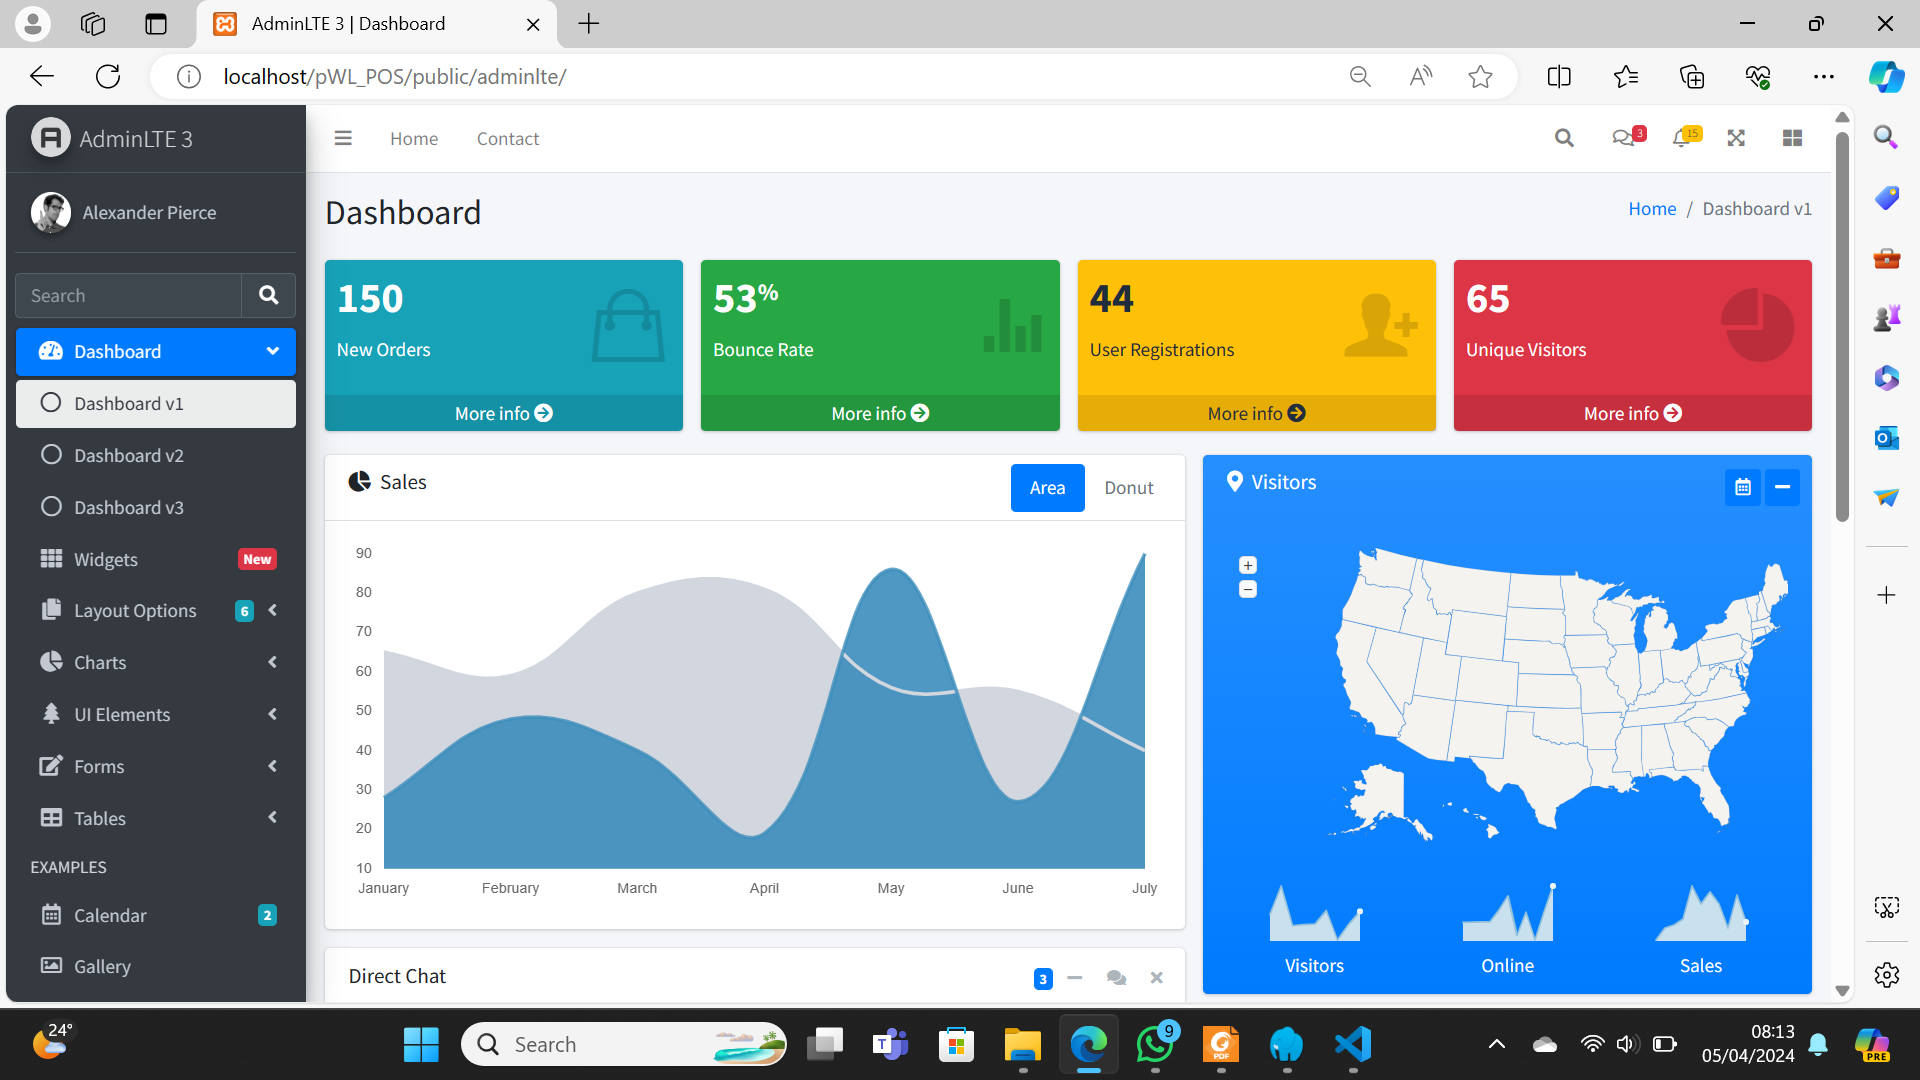 AdminLTE 3 | Dashboard
localhost/pWL_POS/public/adminlte/
AdminLTE 3
Home
Contact
3
15
Alexander Pierce
Dashboard
Home / Dashboard v1
Search
Dashboard
Dashboard v1
Dashboard v2
Dashboard v3
Widgets
New
Layout Options
6
Charts
UI Elements
Forms
Tables
EXAMPLES
Calendar
2
Gallery
150
New Orders
More info
53%
Bounce Rate
More info
44
User Registrations
More info
65
Unique Visitors
More info
Sales
Area
Donut
90
80
70
60
50
40
30
20
10
January
February
March
April
May
June
July
Visitors
+
−
Visitors
Online
Sales
Direct Chat
3
24°
Search
T
9
PDF
08:13
05/04/2024
PRE